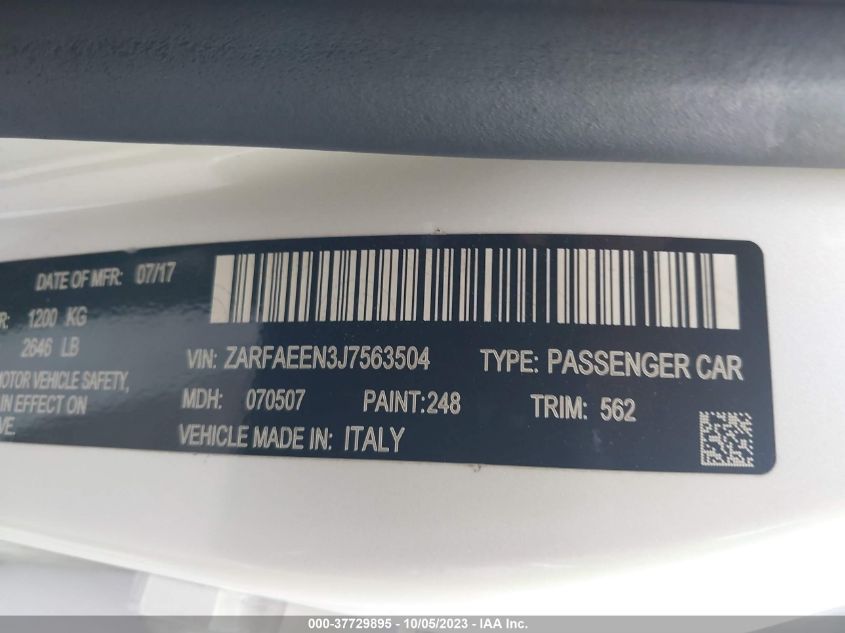 DATE OF MFR: 07/17
R: 1200 KG
2646 LB
VIN: ZARFAEEN3J7563504 TYPE: PASSENGER CAR
MOTOR VEHICLE SAFETY,
MDH: 070507 PAINT:248 TRIM: 562
IN EFFECT ON
VEHICLE MADE IN: ITALY
VE.
000-37729895 - 10/05/2023 - IAA Inc.